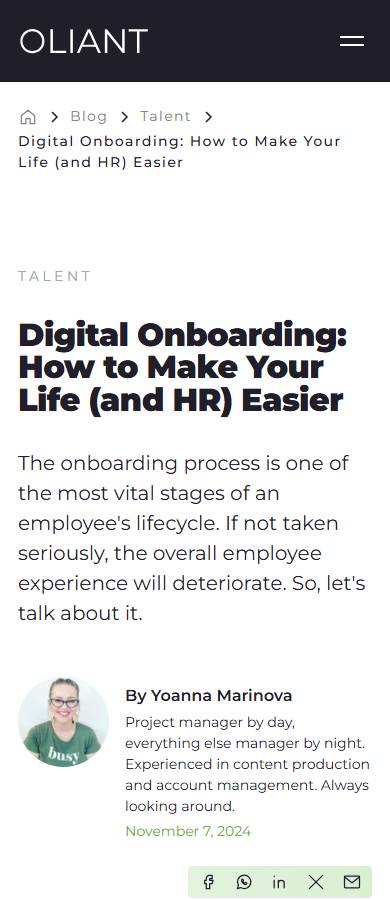 OLIANT
Blog Talent
Digital Onboarding: How to Make Your
Life (and HR) Easier
TALENT
Digital Onboarding:
How to Make Your
Life (and HR) Easier
The onboarding process is one of
the most vital stages of an
employee's lifecycle. If not taken
seriously, the overall employee
experience will deteriorate. So, let's
talk about it.
busy
By Yoanna Marinova
Project manager by day,
everything else manager by night.
Experienced in content production
and account management. Always
looking around.
November 7, 2024